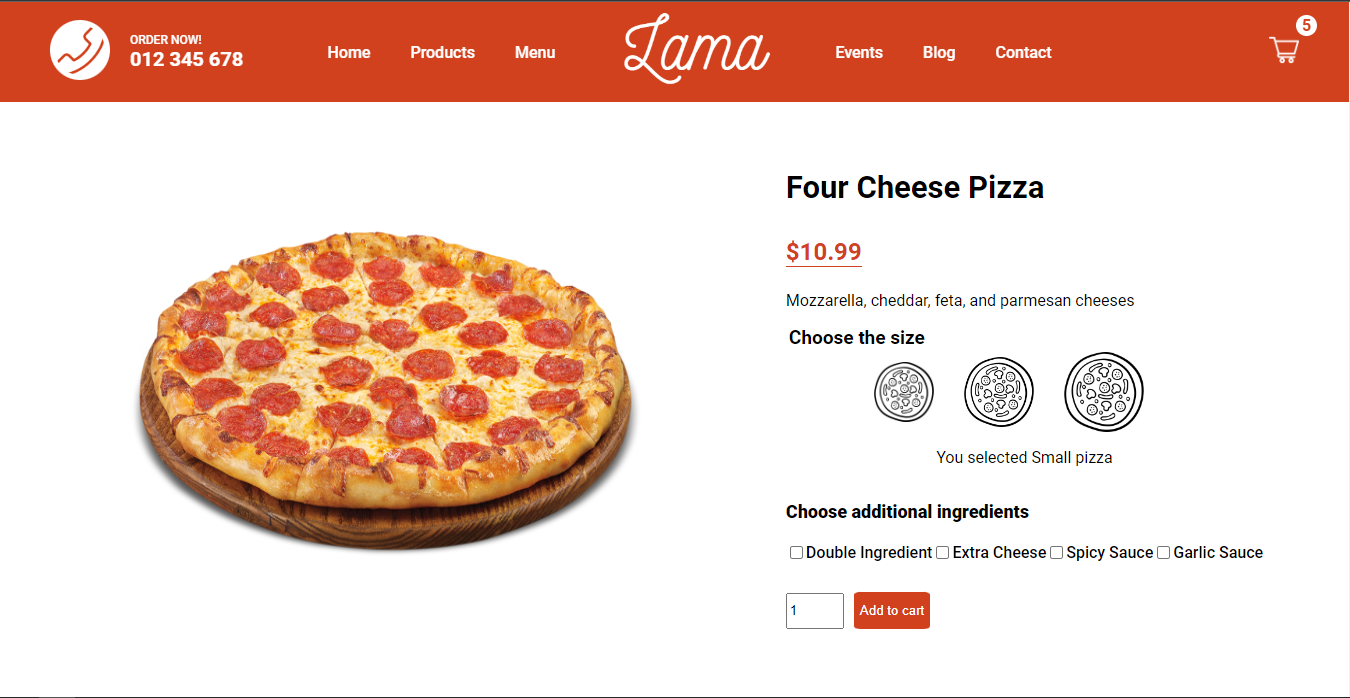 ORDER NOW!
012 345 678
Home Products Menu Lama Events Blog Contact
5
Four Cheese Pizza
$10.99
Mozzarella, cheddar, feta, and parmesan cheeses
Choose the size
You selected Small pizza
Choose additional ingredients
Double Ingredient Extra Cheese Spicy Sauce Garlic Sauce
1 Add to cart